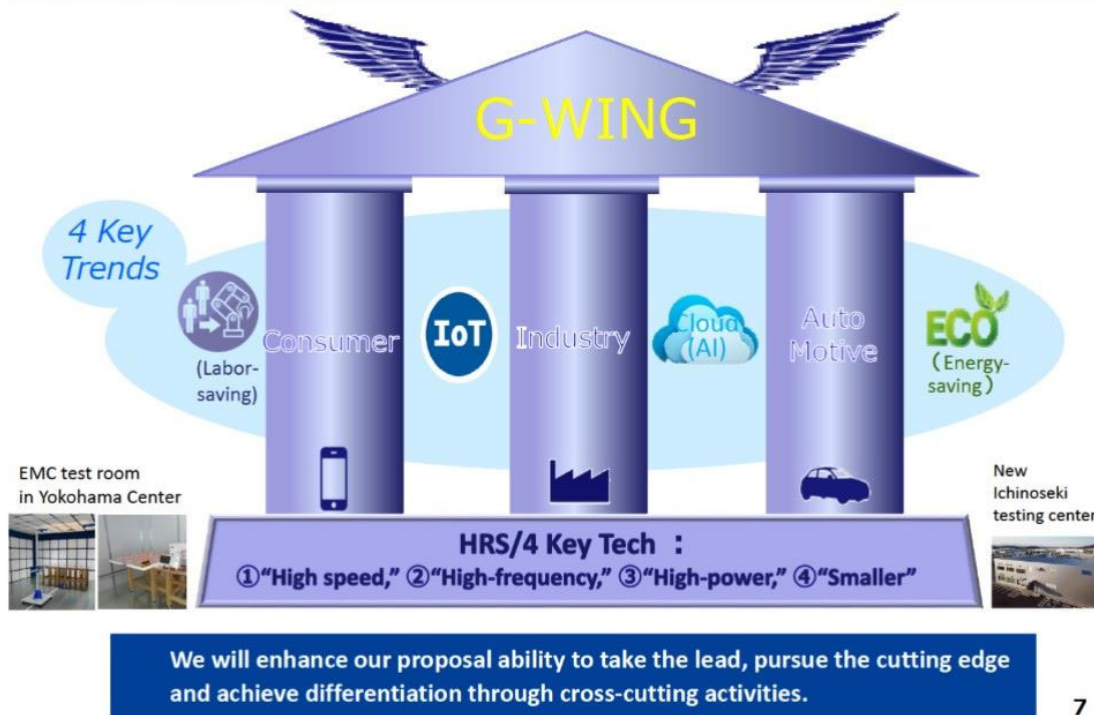 G-WING
4 Key
Trends
(Labor-
saving)
Consumer
IoT
Industry
Cloud
(AI)
Auto
Motive
ECO
(Energy-
saving)
EMC test room
in Yokohama Center
New
Ichinoseki
testing center
HRS/4 Key Tech :
①“High speed,” ②“High-frequency,” ③“High-power,” ④“Smaller”
We will enhance our proposal ability to take the lead, pursue the cutting edge
and achieve differentiation through cross-cutting activities.
7